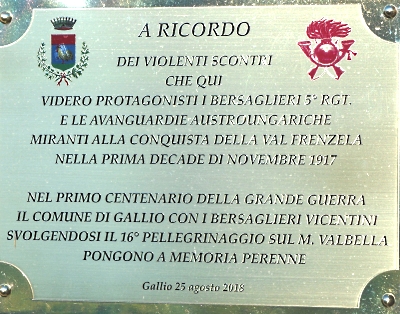 A RICORDO
DEI VIOLENTI SCONTRI
CHE QUI
VIDERO PROTAGONISTI I BERSAGLIERI 5° RGT.
E LE AVANGUARDIE AUSTROUNGARICHE
MIRANTI ALLA CONQUISTA DELLA VAL FRENZELA
NELLA PRIMA DECADE DI NOVEMBRE 1917
NEL PRIMO CENTENARIO DELLA GRANDE GUERRA
IL COMUNE DI GALLIO CON I BERSAGLIERI VICENTINI
SVOLGENDOSI IL 16° PELLEGRINAGGIO SUL M. VALBELLA
PONGONO A MEMORIA PERENNE
Gallio 25 agosto 2018